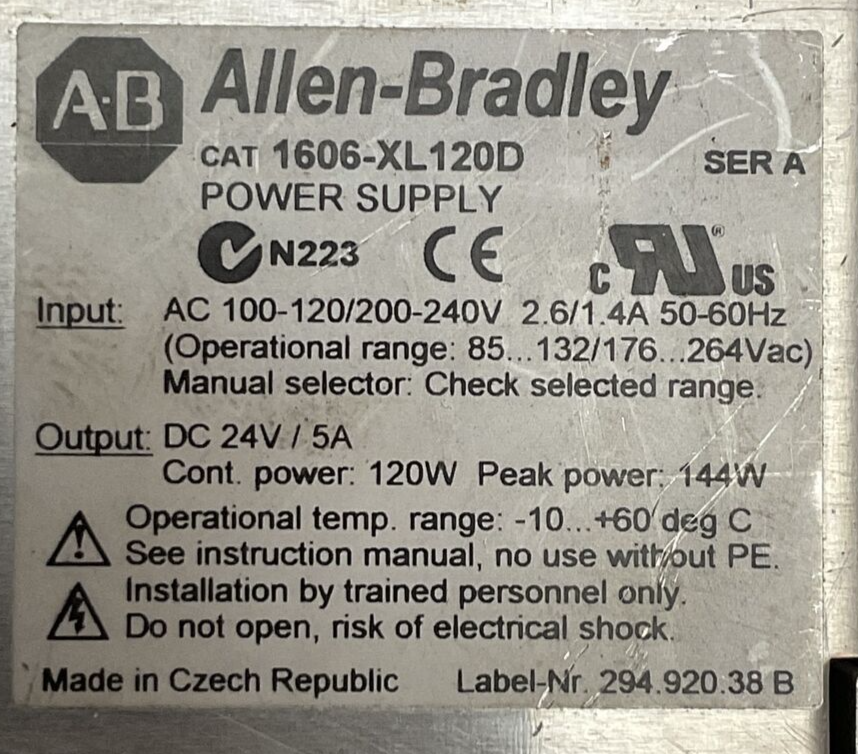 A·B Allen-Bradley
CAT 1606-XL120D SER A
POWER SUPPLY
N223 CE C RU ® US
Input: AC 100-120/200-240V 2.6/1.4A 50-60Hz
(Operational range: 85...132/176...264Vac)
Manual selector: Check selected range.
Output: DC 24V / 5A
Cont. power: 120W Peak power: 144W
Operational temp. range: -10...+60 deg C
See instruction manual, no use without PE.
Installation by trained personnel only.
Do not open, risk of electrical shock.
Made in Czech Republic Label-Nr. 294.920.38 B